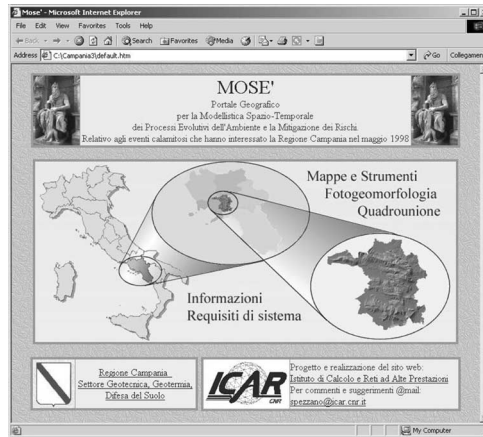 Mose' - Microsoft Internet Explorer
File Edit View Favorites Tools Help
Back Search Favorites Media
Address C:\Campania3\default.htm Go Collegamen
MOSE'
Portale Geografico
per la Modellistica Spazio-Temporale
dei Processi Evolutivi dell'Ambiente e la Mitigazione dei Rischi
Relativo agli eventi calamitosi che hanno interessato la Regione Campania nel maggio 1998
Mappe e Strumenti
Fotogeomorfologia
Quadrounione
Informazioni
Requisiti di sistema
Regione Campania
Settore Geotecnica, Geotermia,
Difesa del Suolo
ICAR
CNR
Progetto e realizzazione del sito web:
Istituto di Calcolo e Reti ad Alte Prestazioni
Per commenti e suggerimenti @mail:
spezzano@icar.cnr.it
My Computer